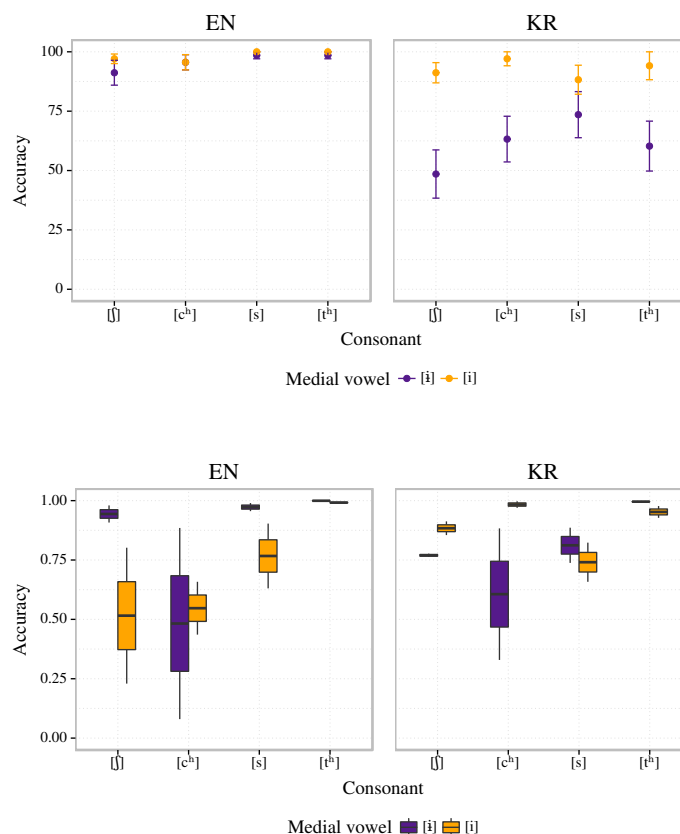 EN KR
100
75
50
25
0
Accuracy
[ʃ] [cʰ] [s] [tʰ] [ʃ] [cʰ] [s] [tʰ]
Consonant
Medial vowel [ɨ] [i]
EN KR
1.00
0.75
0.50
0.25
0.00
Accuracy
[ʃ] [cʰ] [s] [tʰ] [ʃ] [cʰ] [s] [tʰ]
Consonant
Medial vowel [ɨ] [i]